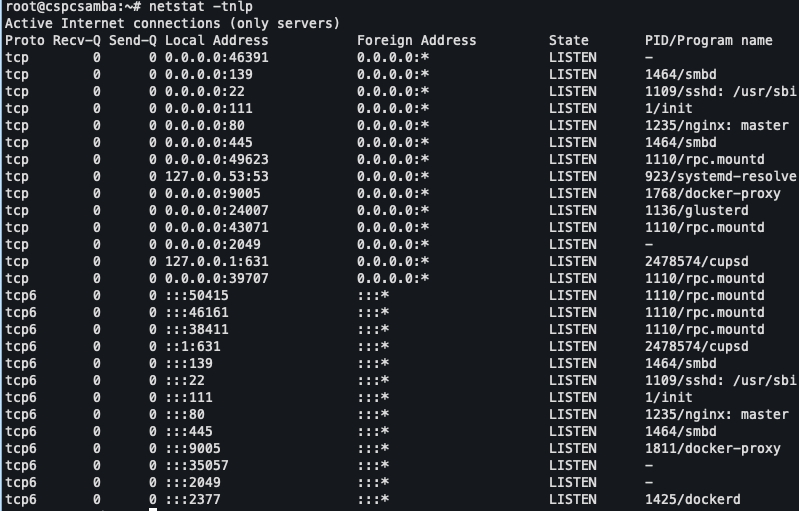 root@cspcsamba:~# netstat -tnlp
Active Internet connections (only servers)
Proto Recv-Q Send-Q Local Address           Foreign Address         State       PID/Program name
tcp        0      0 0.0.0.0:46391           0.0.0.0:*               LISTEN      -
tcp        0      0 0.0.0.0:139             0.0.0.0:*               LISTEN      1464/smbd
tcp        0      0 0.0.0.0:22              0.0.0.0:*               LISTEN      1109/sshd: /usr/sbi
tcp        0      0 0.0.0.0:111             0.0.0.0:*               LISTEN      1/init
tcp        0      0 0.0.0.0:80              0.0.0.0:*               LISTEN      1235/nginx: master
tcp        0      0 0.0.0.0:445             0.0.0.0:*               LISTEN      1464/smbd
tcp        0      0 0.0.0.0:49623           0.0.0.0:*               LISTEN      1110/rpc.mountd
tcp        0      0 127.0.0.53:53           0.0.0.0:*               LISTEN      923/systemd-resolve
tcp        0      0 0.0.0.0:9005            0.0.0.0:*               LISTEN      1768/docker-proxy
tcp        0      0 0.0.0.0:24007           0.0.0.0:*               LISTEN      1136/glusterd
tcp        0      0 0.0.0.0:43071           0.0.0.0:*               LISTEN      1110/rpc.mountd
tcp        0      0 0.0.0.0:2049            0.0.0.0:*               LISTEN      -
tcp        0      0 127.0.0.1:631           0.0.0.0:*               LISTEN      2478574/cupsd
tcp        0      0 0.0.0.0:39707           0.0.0.0:*               LISTEN      1110/rpc.mountd
tcp6       0      0 :::50415                :::*                    LISTEN      1110/rpc.mountd
tcp6       0      0 :::46161                :::*                    LISTEN      1110/rpc.mountd
tcp6       0      0 :::38411                :::*                    LISTEN      1110/rpc.mountd
tcp6       0      0 ::1:631                 :::*                    LISTEN      2478574/cupsd
tcp6       0      0 :::139                  :::*                    LISTEN      1464/smbd
tcp6       0      0 :::22                   :::*                    LISTEN      1109/sshd: /usr/sbi
tcp6       0      0 :::111                  :::*                    LISTEN      1/init
tcp6       0      0 :::80                   :::*                    LISTEN      1235/nginx: master
tcp6       0      0 :::445                  :::*                    LISTEN      1464/smbd
tcp6       0      0 :::9005                 :::*                    LISTEN      1811/docker-proxy
tcp6       0      0 :::35057                :::*                    LISTEN      -
tcp6       0      0 :::2049                 :::*                    LISTEN      -
tcp6       0      0 :::2377                 :::*                    LISTEN      1425/dockerd